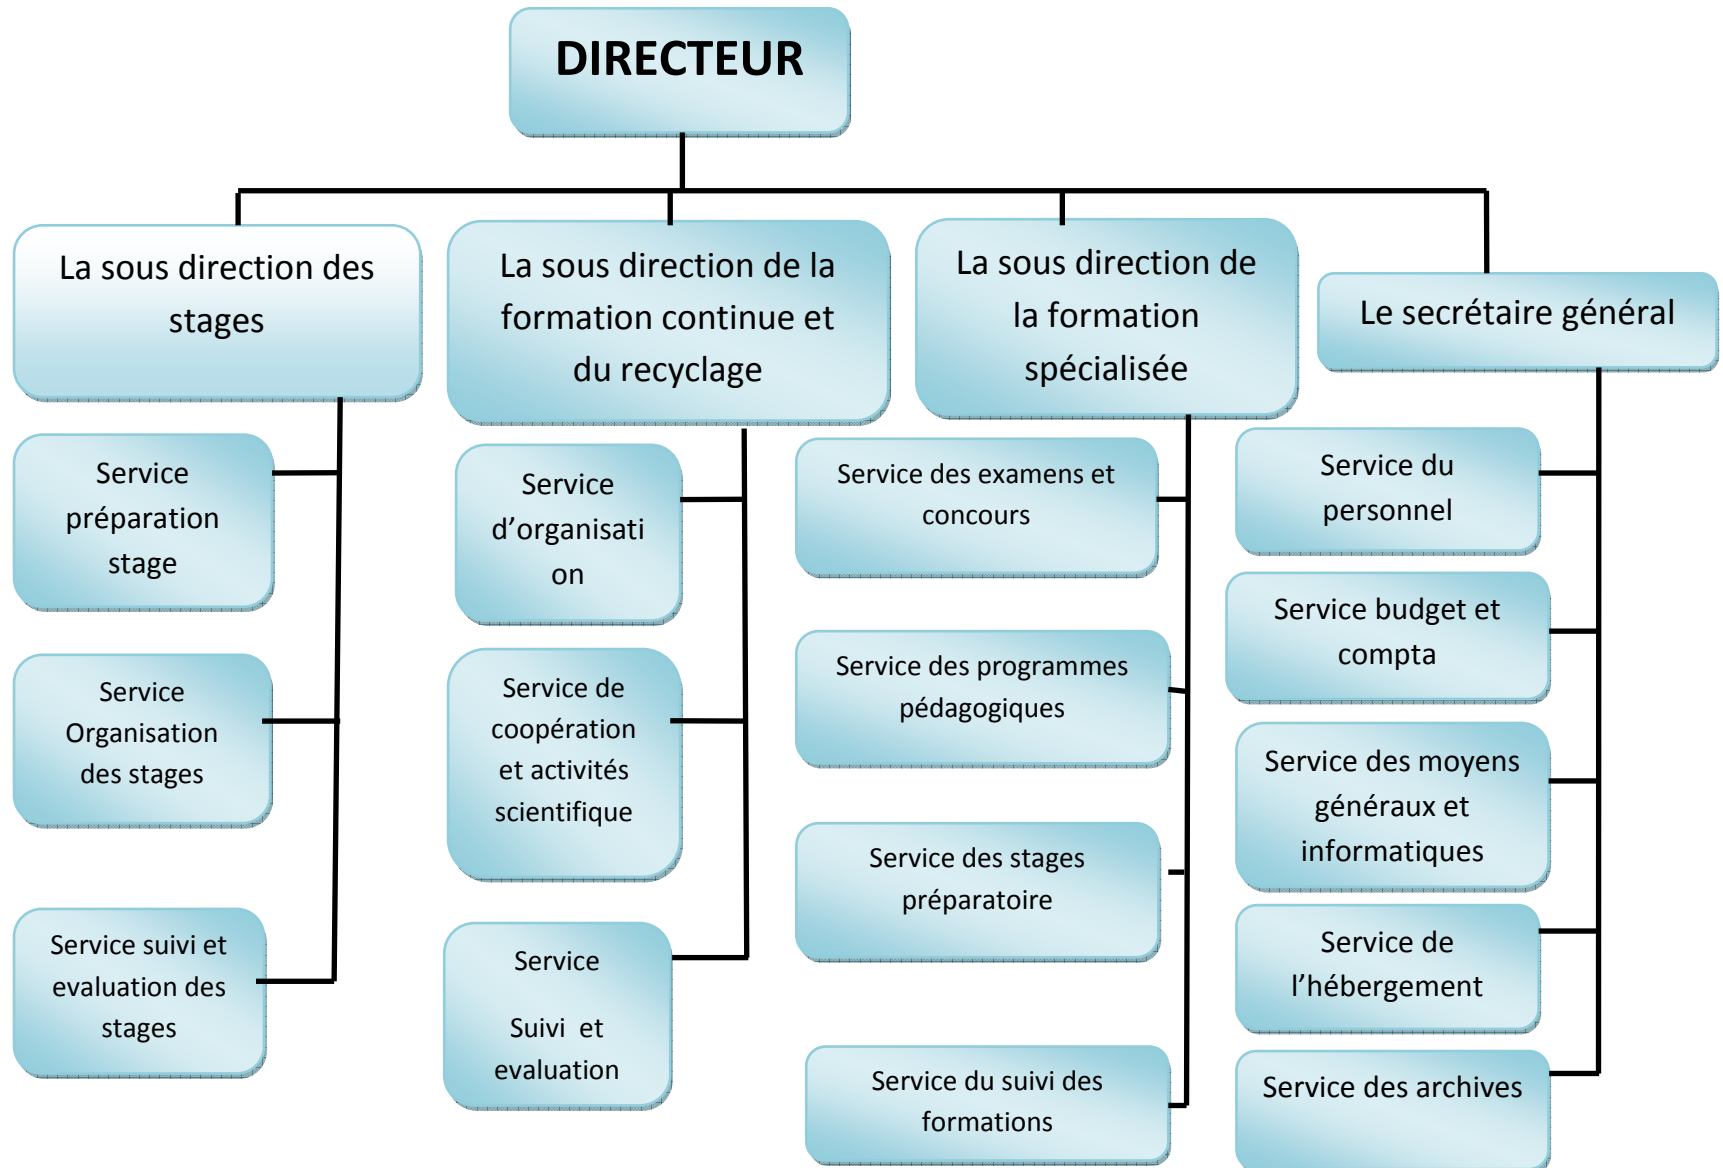 DIRECTEUR
La sous direction des
stages
La sous direction de la
formation continue et
du recyclage
La sous direction de
la formation
spécialisée
Le secrétaire général
Service
préparation
stage
Service
Organisation
des stages
Service suivi et
evaluation des
stages
Service
d’organisati
on
Service de
coopération
et activités
scientifique
Service
Suivi et
evaluation
Service des examens et
concours
Service des programmes
pédagogiques
Service des stages
préparatoire
Service du suivi des
formations
Service du
personnel
Service budget et
compta
Service des moyens
généraux et
informatiques
Service de
l’hébergement
Service des archives